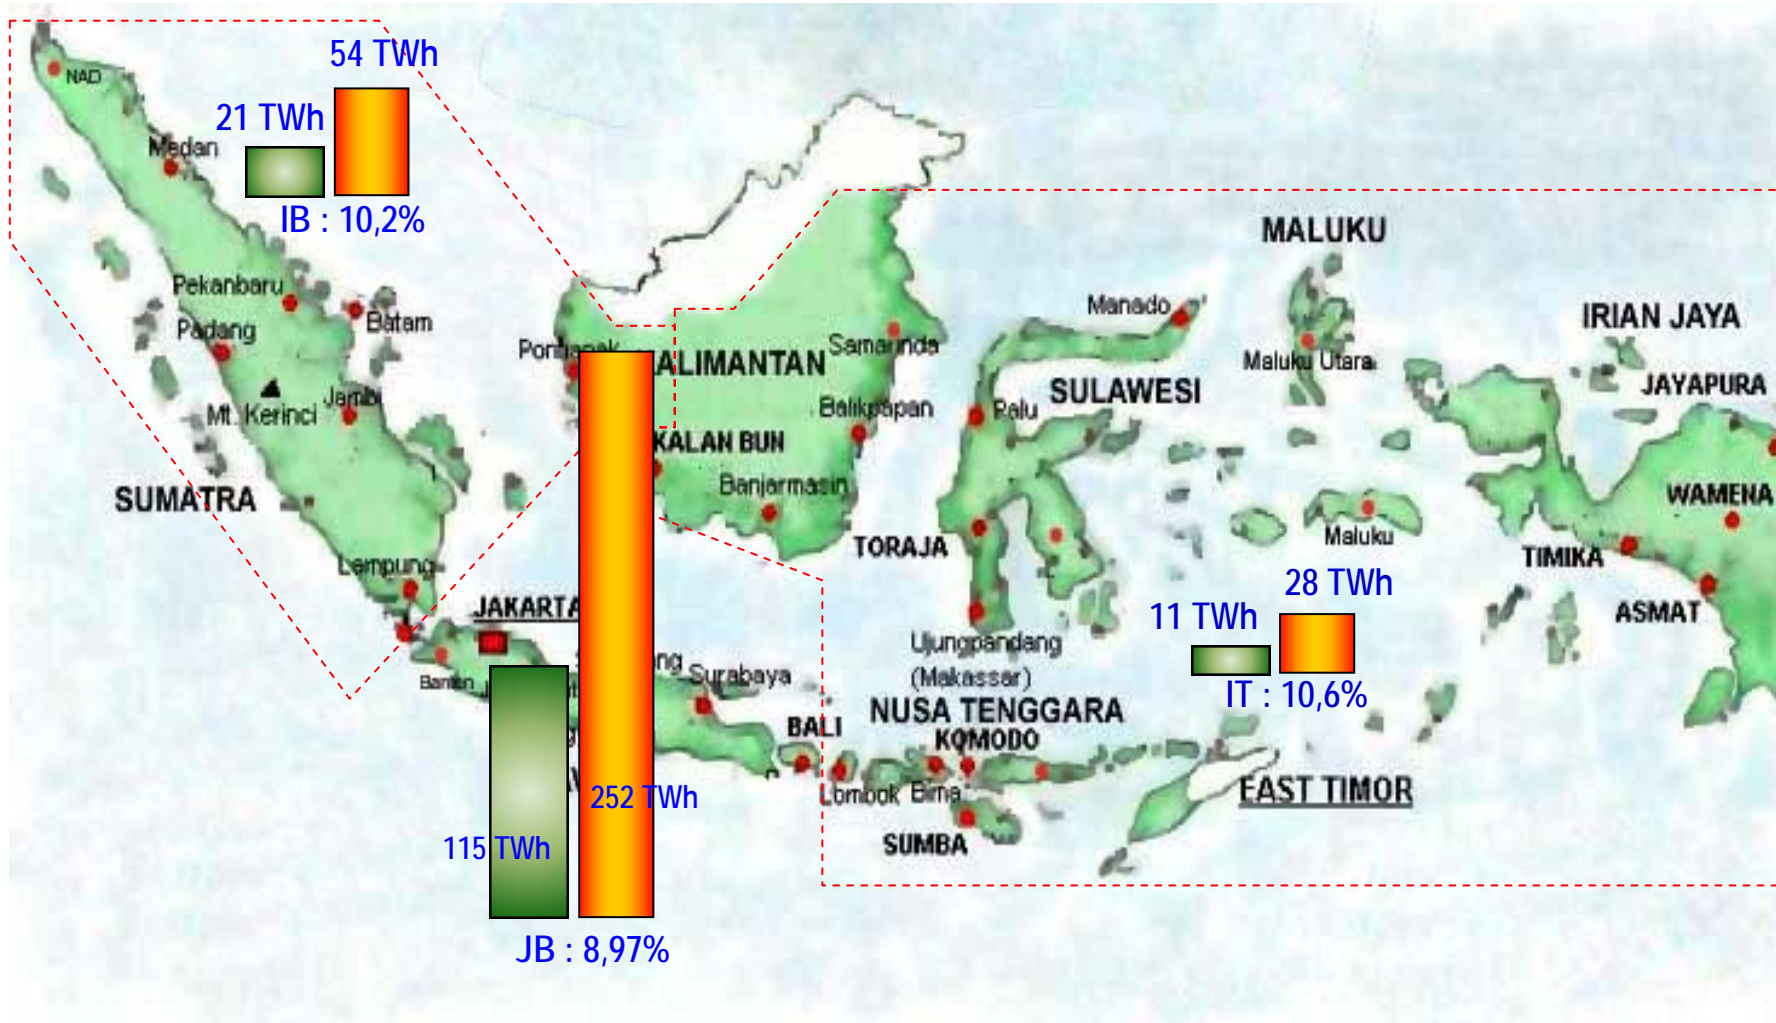 54 TWh
NAD
21 TWh
Medan
IB : 10,2%
MALUKU
Pekanbaru
Manado
IRIAN JAYA
Batam
Padang
Samarinda
ALIMANTAN
Maluku Utara
JAYAPURA
SULAWESI
Jambi
Mt. Kerinci
Balikpapan
Palu
KALAN BUN
SUMATRA
Banjarmasin
WAMENA
Maluku
TORAJA
TIMIKA
Lampung
28 TWh
JAKARTA
11 TWh
ASMAT
Ujungpandang
(Makassar)
ng
Surabaya
Banten
IT : 10,6%
NUSA TENGGARA
BALI
KOMODO
Lombok
Bima
EAST TIMOR
252 TWh
SUMBA
115 TWh
JB : 8,97%